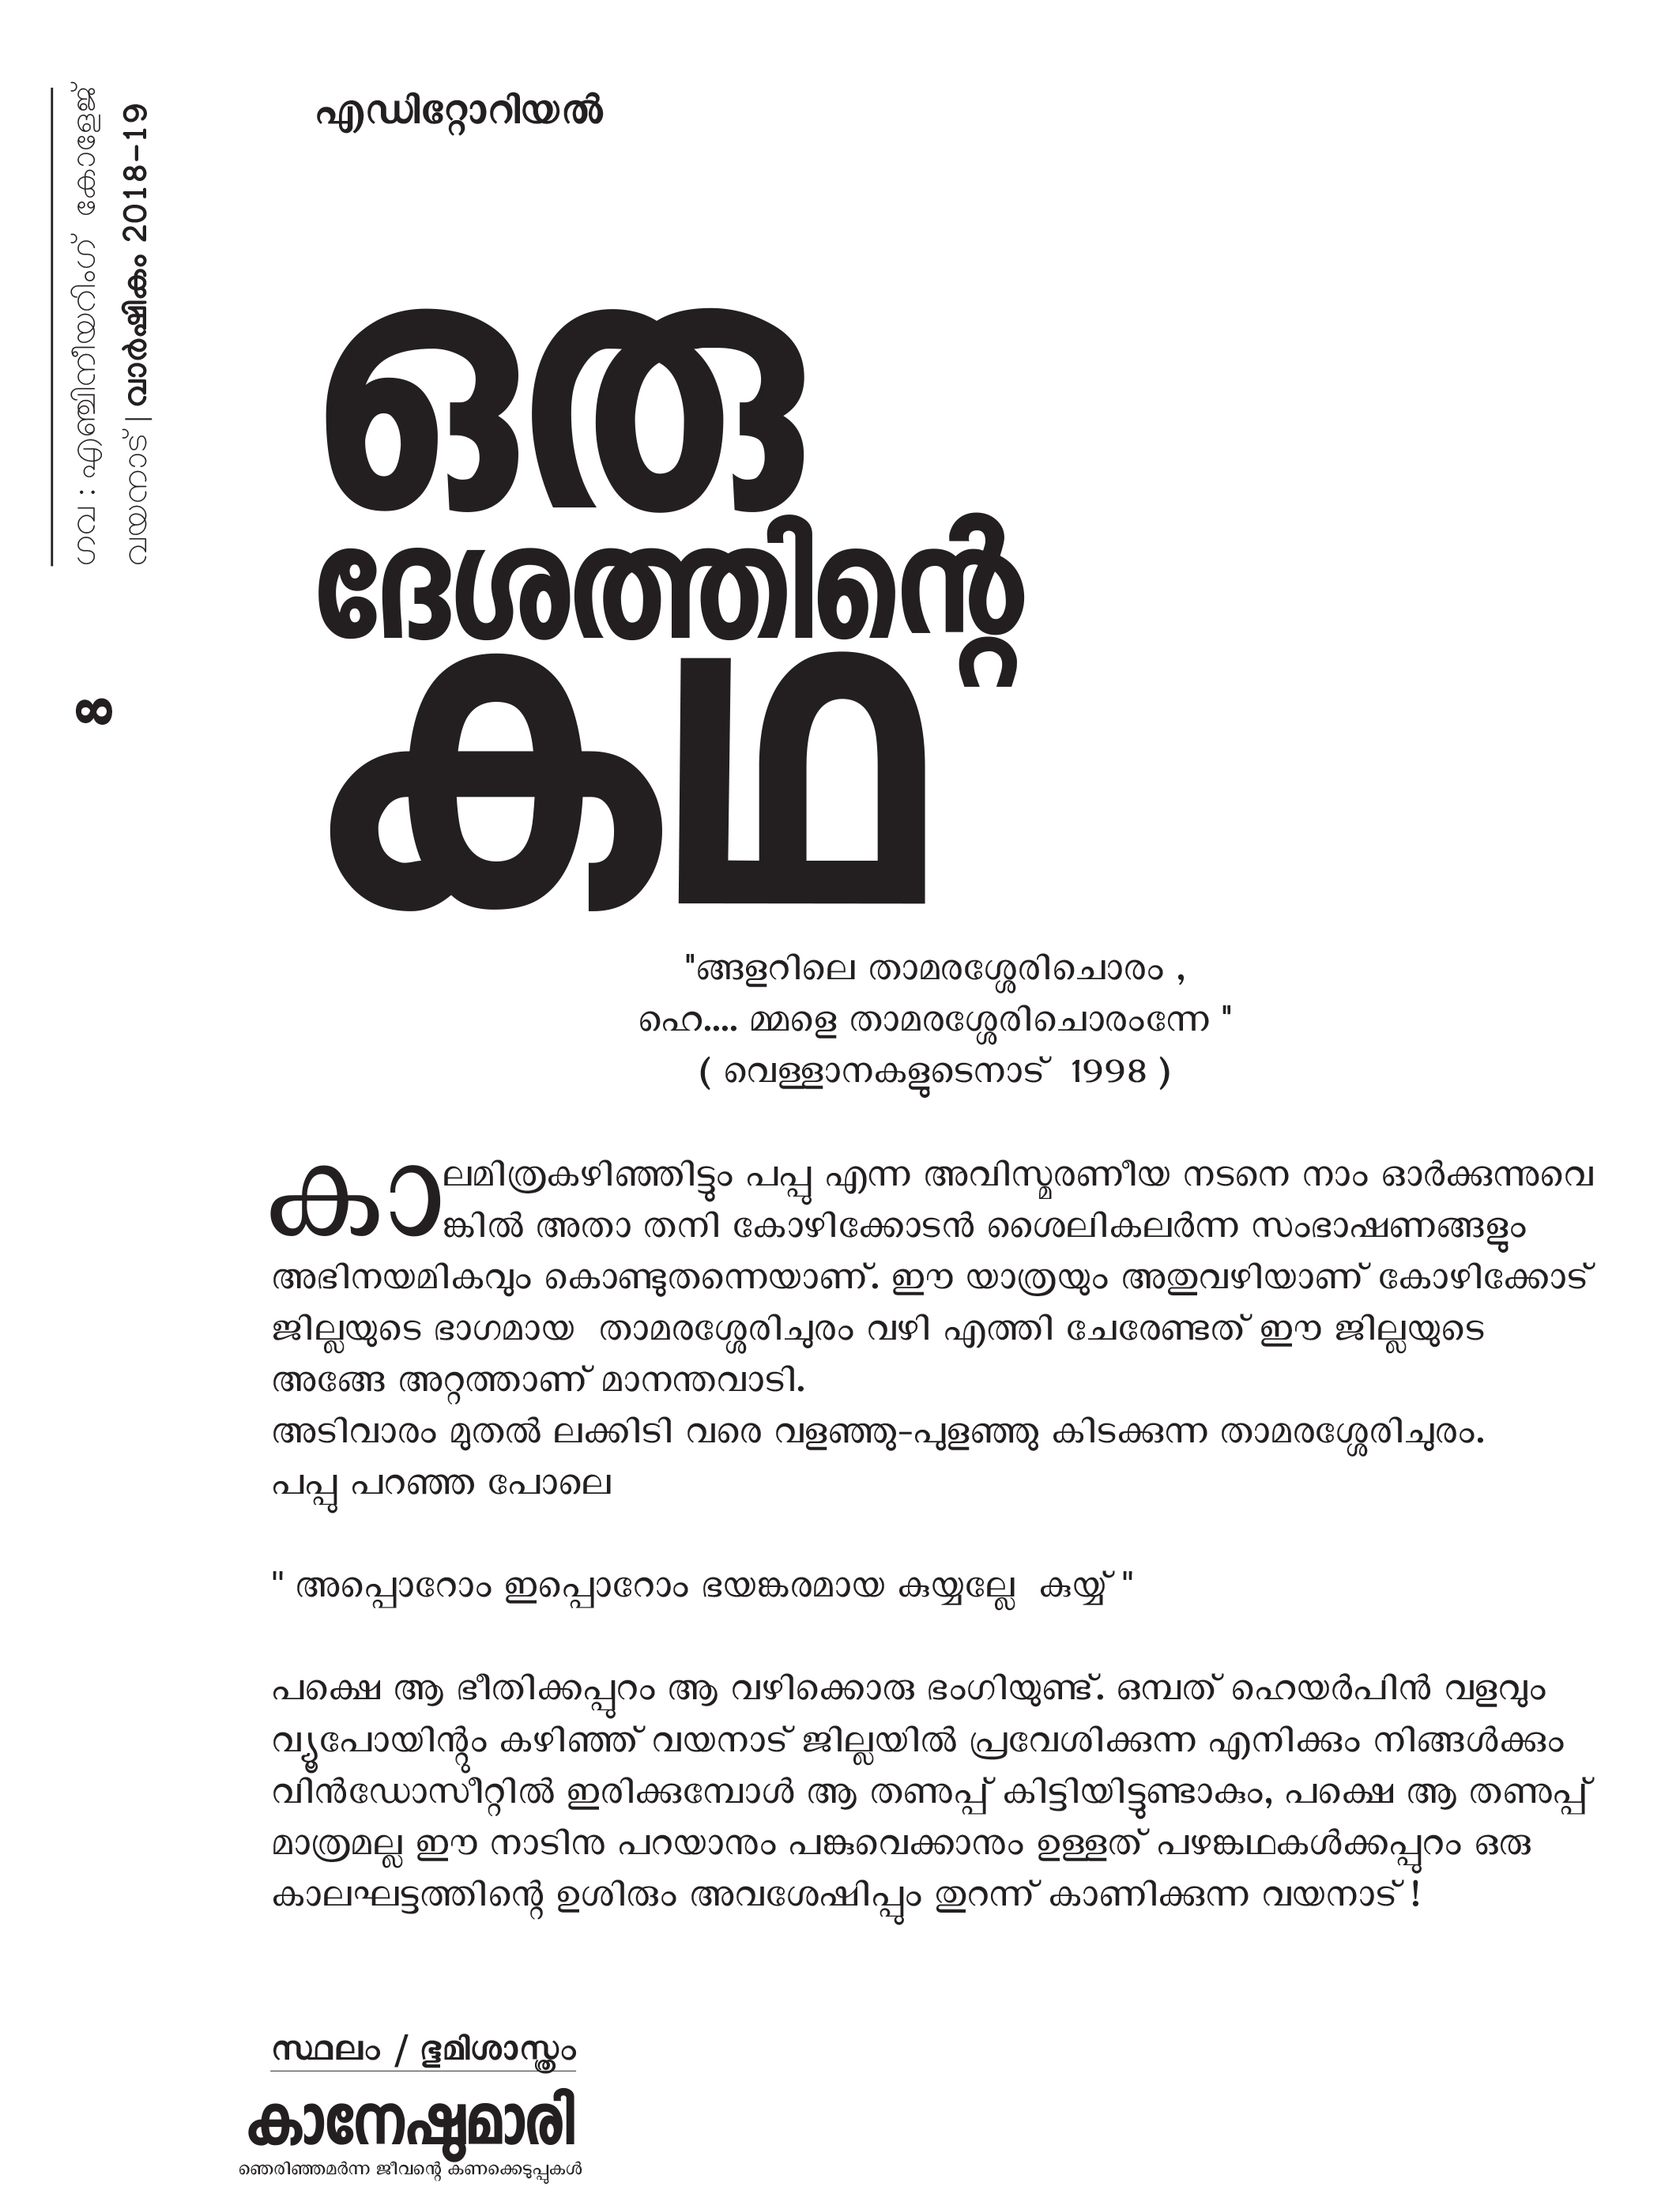 ഗവ : എഞ്ചിനീയറിംഗ് കോളേജ്
വയനാട് | വാർഷികം 2018-19
8
എഡിറ്റോറിയൽ
ഒരു
ദേശത്തിന്റെ
കഥ
"ങ്ങളറിലെ താമരശ്ശേരിചൊരം ,
ഹെ.... മ്മളെ താമരശ്ശേരിചൊരംന്നേ "
( വെള്ളാനകളുടെനാട് 1998 )
കാലമിത്രകഴിഞ്ഞിട്ടും പപ്പു എന്ന അവിസ്മരണീയ നടനെ നാം ഓർക്കുന്നുവെ
ങ്കിൽ അതാ തനി കോഴിക്കോടൻ ശൈലികലർന്ന സംഭാഷണങ്ങളും
അഭിനയമികവും കൊണ്ടുതന്നെയാണ്. ഈ യാത്രയും അതുവഴിയാണ് കോഴിക്കോട്
ജില്ലയുടെ ഭാഗമായ താമരശ്ശേരിചുരം വഴി എത്തി ചേരേണ്ടത് ഈ ജില്ലയുടെ
അങ്ങേ അറ്റത്താണ് മാനന്തവാടി.
അടിവാരം മുതൽ ലക്കിടി വരെ വളഞ്ഞു-പുളഞ്ഞു കിടക്കുന്ന താമരശ്ശേരിചുരം.
പപ്പു പറഞ്ഞ പോലെ
" അപ്പൊറോം ഇപ്പൊറോം ഭയങ്കരമായ കുയ്യല്ലേ കുയ്യ് "
പക്ഷെ ആ ഭീതിക്കപ്പുറം ആ വഴിക്കൊരു ഭംഗിയുണ്ട്. ഒമ്പത് ഹെയർപിൻ വളവും
വ്യൂപോയിന്റും കഴിഞ്ഞ് വയനാട് ജില്ലയിൽ പ്രവേശിക്കുന്ന എനിക്കും നിങ്ങൾക്കും
വിൻഡോസീറ്റിൽ ഇരിക്കുമ്പോൾ ആ തണുപ്പ് കിട്ടിയിട്ടുണ്ടാകും, പക്ഷെ ആ തണുപ്പ്
മാത്രമല്ല ഈ നാടിനു പറയാനും പങ്കുവെക്കാനും ഉള്ളത് പഴങ്കഥകൾക്കപ്പുറം ഒരു
കാലഘട്ടത്തിന്റെ ഉശിരും അവശേഷിപ്പും തുറന്ന് കാണിക്കുന്ന വയനാട് !
സ്ഥലം / ഭൂമിശാസ്ത്രം
കാനേഷുമാരി
ഞെരിഞ്ഞമർന്ന ജീവന്റെ കണക്കെടുപ്പുകൾ